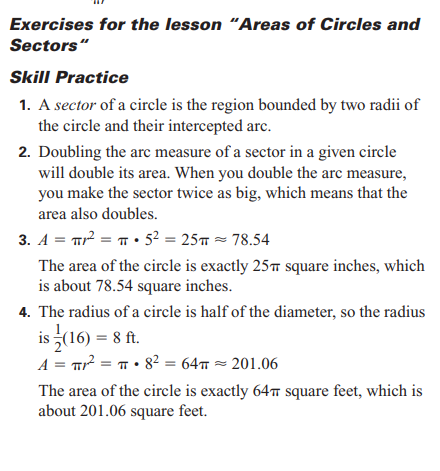 Exercises for the lesson “Areas of Circles and
Sectors“
Skill Practice
1. A sector of a circle is the region bounded by two radii of
the circle and their intercepted arc.
2. Doubling the arc measure of a sector in a given circle
will double its area. When you double the arc measure,
you make the sector twice as big, which means that the
area also doubles.
3. A = πr² = π • 5² = 25π ≈ 78.54
The area of the circle is exactly 25π square inches, which
is about 78.54 square inches.
4. The radius of a circle is half of the diameter, so the radius
is 1/2(16) = 8 ft.
A = πr² = π • 8² = 64π ≈ 201.06
The area of the circle is exactly 64π square feet, which is
about 201.06 square feet.